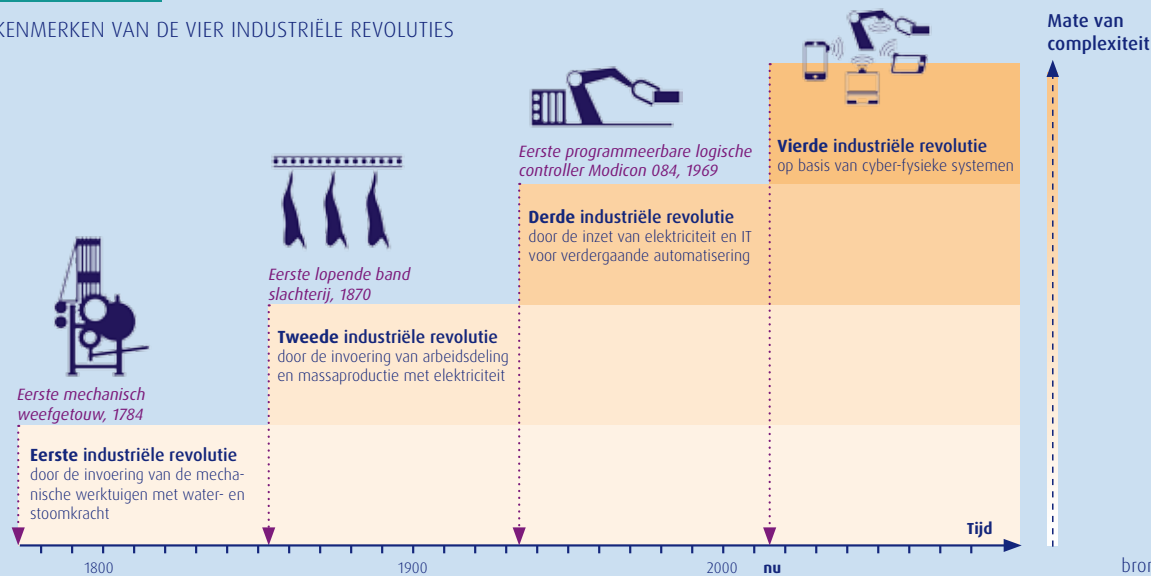 KENMERKEN VAN DE VIER INDUSTRIËLE REVOLUTIES
Mate van
complexiteit
Eerste programmeerbare logische
controller Modicon 084, 1969
Vierde industriële revolutie
op basis van cyber-fysieke systemen
Derde industriële revolutie
door de inzet van elektriciteit en IT
voor verdergaande automatisering
Eerste lopende band
slachterij, 1870
Tweede industriële revolutie
door de invoering van arbeidsdeling
en massaproductie met elektriciteit
Eerste mechanisch
weefgetouw, 1784
Eerste industriële revolutie
door de invoering van de mecha-
nische werktuigen met water- en
stoomkracht
Tijd
1800
1900
2000
nu
bron